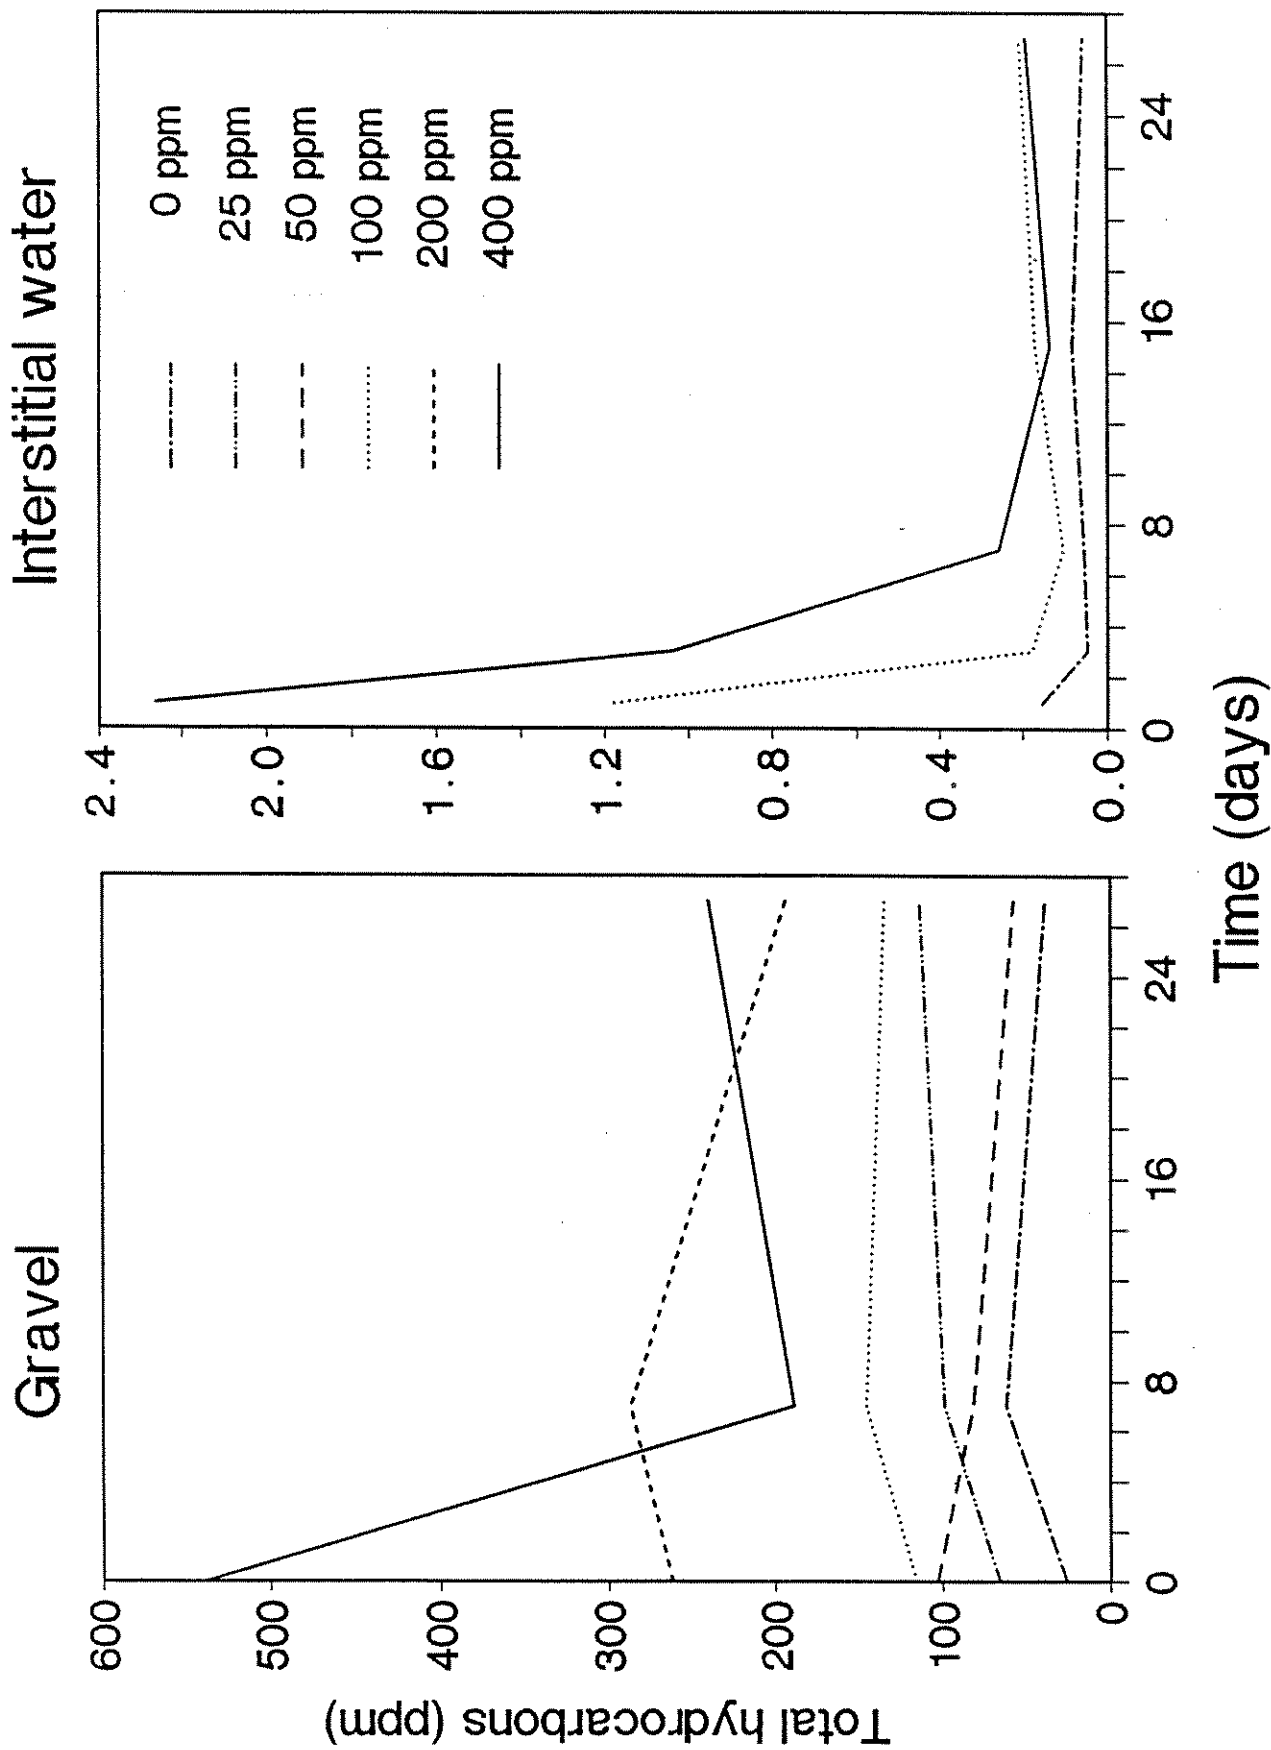 Gravel
Interstitial water
Total hydrocarbons (ppm)
600
500
400
300
200
100
0
0
8
16
24
2.4
2.0
1.6
1.2
0.8
0.4
0.0
0
8
16
24
0 ppm
25 ppm
50 ppm
100 ppm
200 ppm
400 ppm
Time (days)